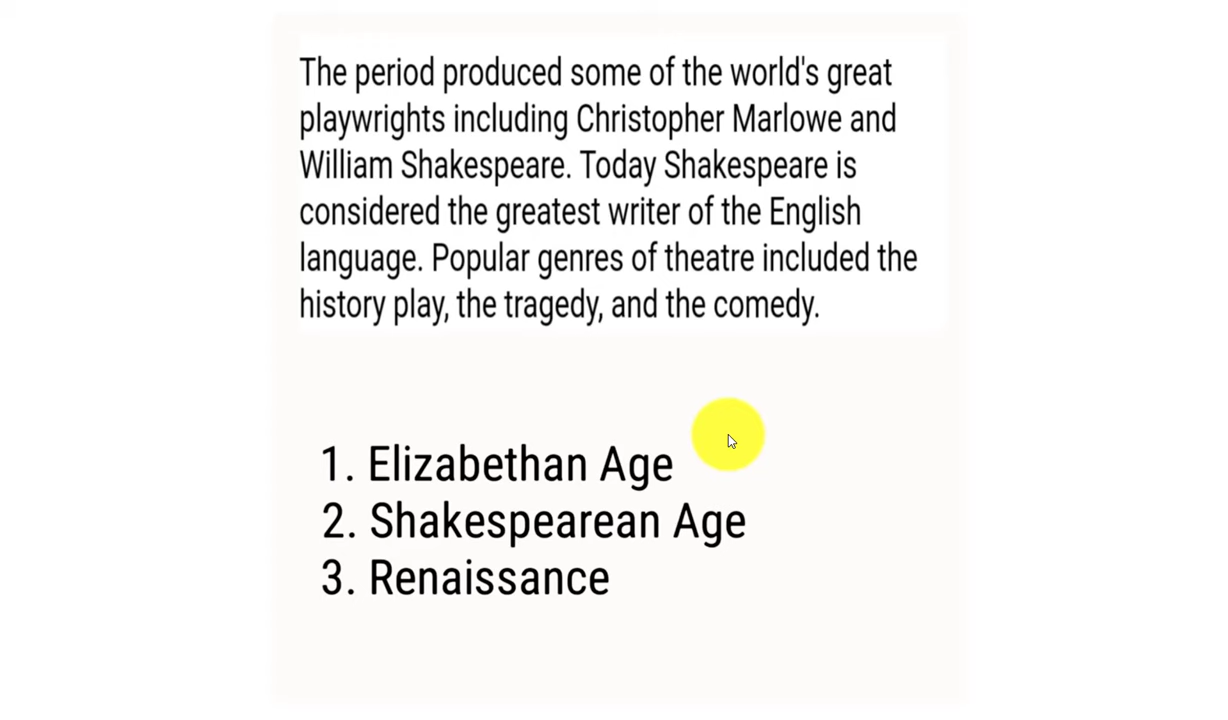 The period produced some of the world's great
playwrights including Christopher Marlowe and
William Shakespeare. Today Shakespeare is
considered the greatest writer of the English
language. Popular genres of theatre included the
history play, the tragedy, and the comedy.
1. Elizabethan Age
2. Shakespearean Age
3. Renaissance